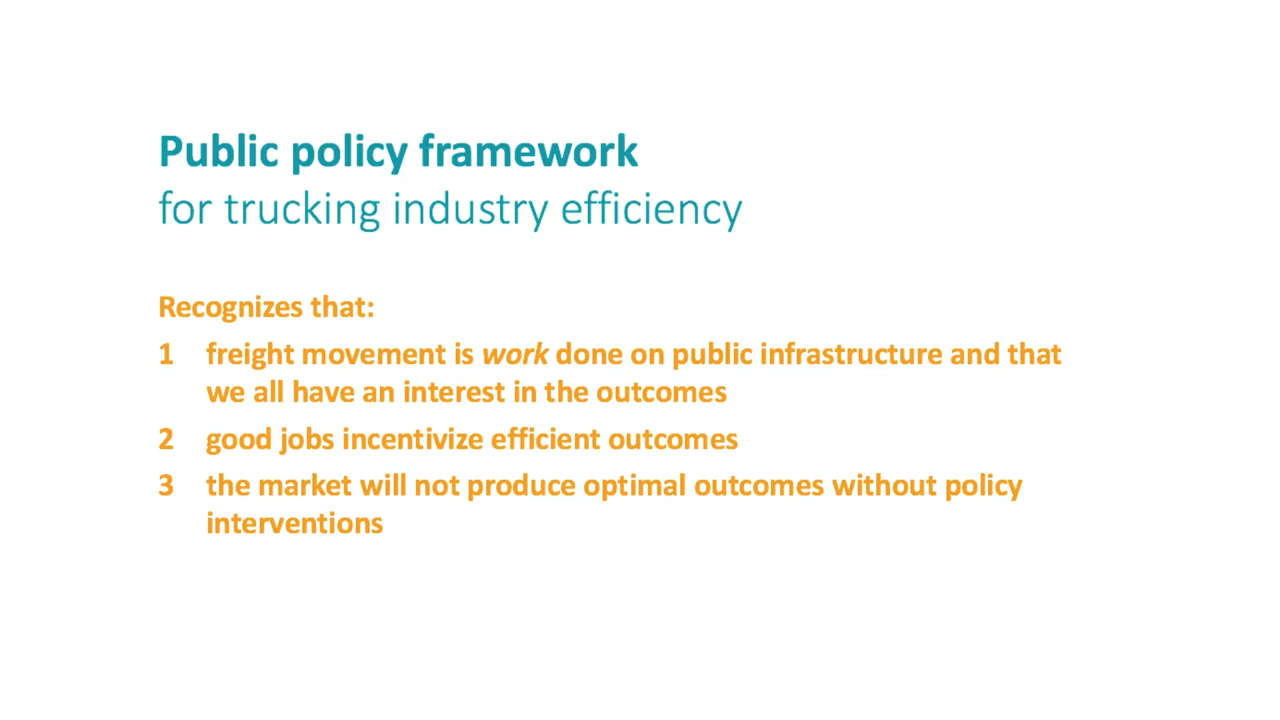 Public policy framework
for trucking industry efficiency
Recognizes that:
1 freight movement is work done on public infrastructure and that
we all have an interest in the outcomes
2 good jobs incentivize efficient outcomes
3 the market will not produce optimal outcomes without policy
interventions